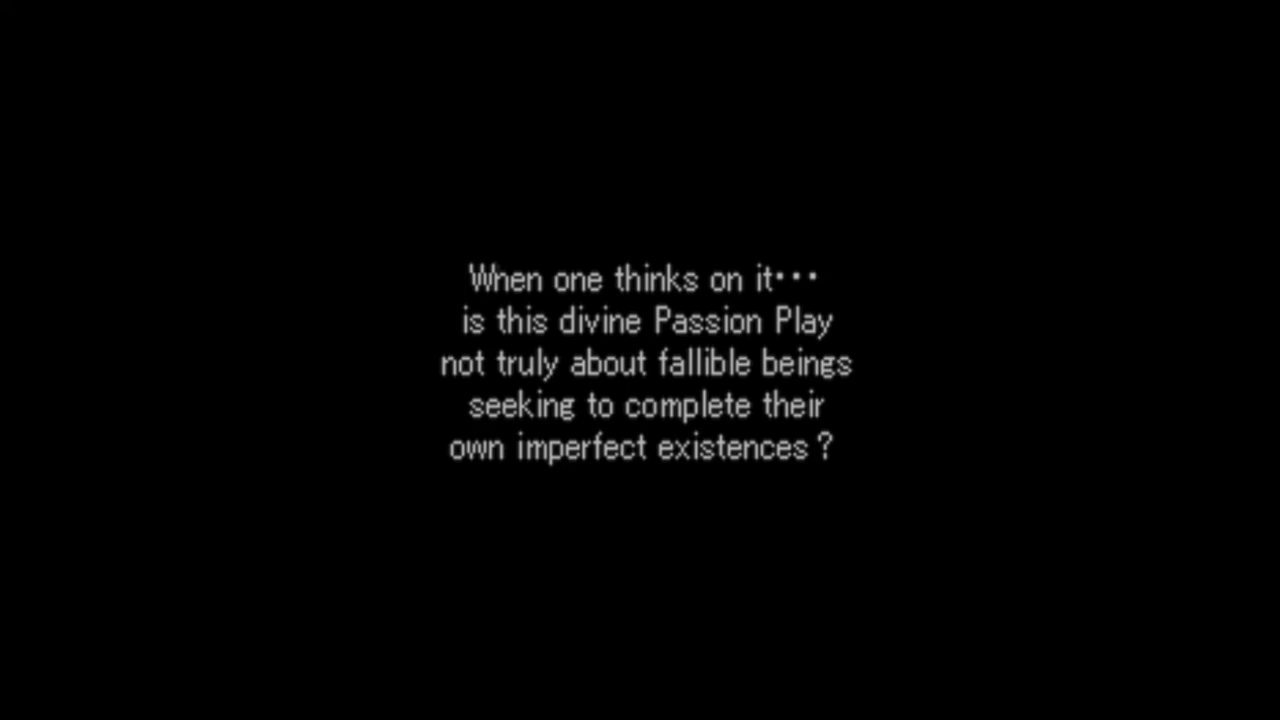 When one thinks on it･･･
is this divine Passion Play
not truly about fallible beings
seeking to complete their
own imperfect existences？